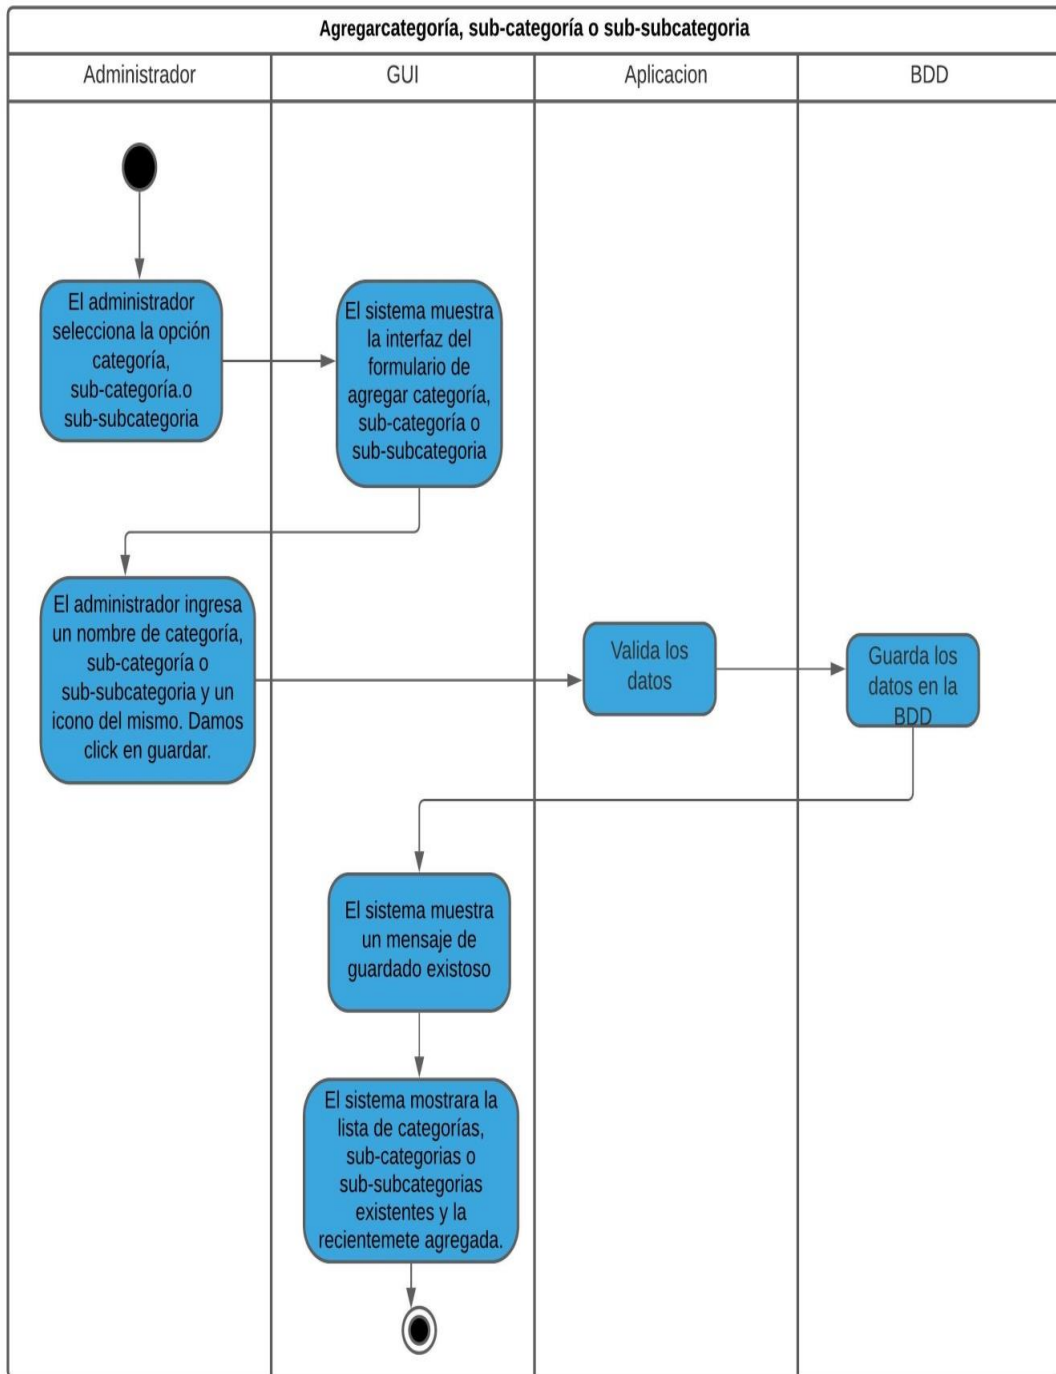 Agregarcategoría, sub-categoría o sub-subcategoria
Administrador
GUI
Aplicacion
BDD
El administrador
selecciona la opción
categoría,
sub-categoría.o
sub-subcategoria
El sistema muestra
la interfaz del
formulario de
agregar categoría,
sub-categoría o
sub-subcategoria
El administrador ingresa
un nombre de categoría,
sub-categoría o
sub-subcategoria y un
icono del mismo. Damos
click en guardar.
Valida los
datos
Guarda los
datos en la
BDD
El sistema muestra
un mensaje de
guardado existoso
El sistema mostrara la
lista de categorías,
sub-categorias o
sub-subcategorias
existentes y la
recientemete agregada.